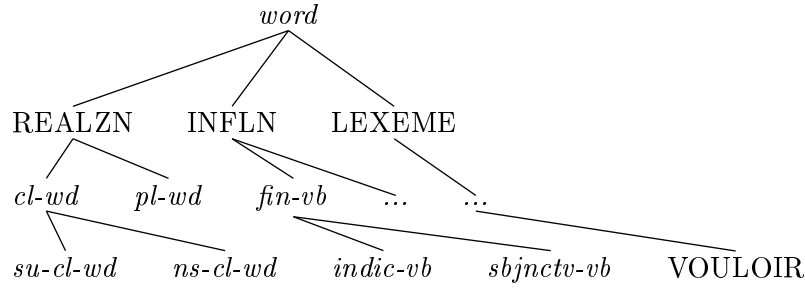 word
REALZN INFLN LEXEME
cl-wd pl-wd fin-vb ... ...
su-cl-wd ns-cl-wd indic-vb sbjnctv-vb VOULOIR